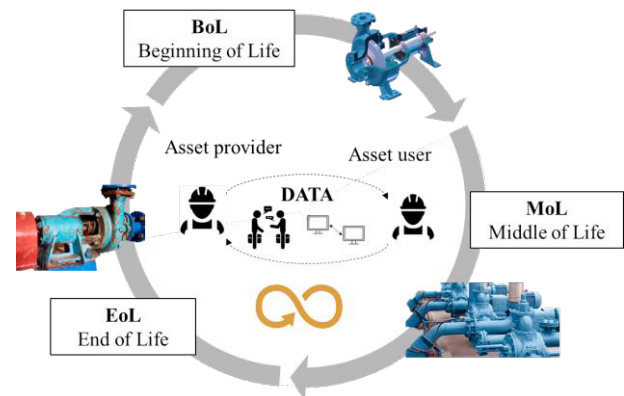 BoL
Beginning of Life
Asset provider
Asset user
DATA
MoL
Middle of Life
EoL
End of Life